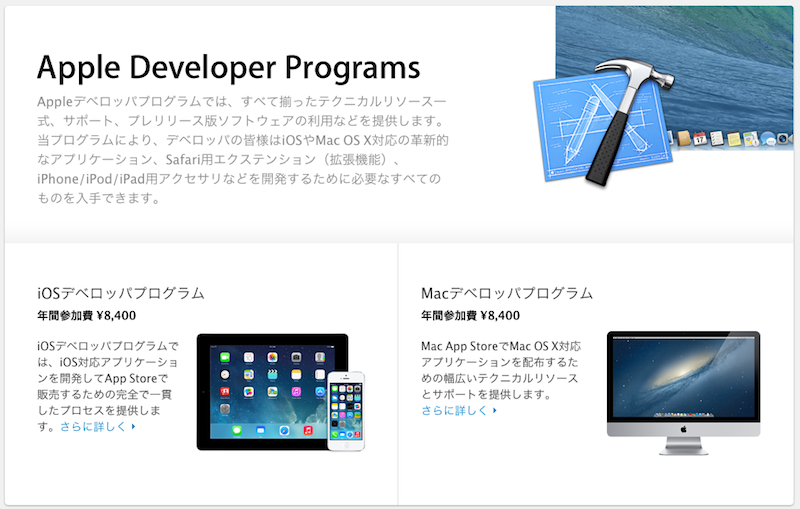 Apple Developer Programs
Appleデベロッパプログラムでは、すべて揃ったテクニカルリソース一
式、サポート、プレリリース版ソフトウェアの利用などを提供します。
当プログラムにより、デベロッパの皆様はiOSやMac OS X対応の革新的
なアプリケーション、Safari用エクステンション（拡張機能）、
iPhone/iPod/iPad用アクセサリなどを開発するために必要なすべての
ものを入手できます。
iOSデベロッパプログラム
年間参加費 ¥8,400
iOSデベロッパプログラムで
は、iOS対応アプリケーショ
ンを開発してApp Storeで
販売するための完全で一貫
したプロセスを提供しま
す。さらに詳しく
Macデベロッパプログラム
年間参加費 ¥8,400
Mac App StoreでMac OS X対応
アプリケーションを配布するた
めの幅広いテクニカルリソース
とサポートを提供します。
さらに詳しく